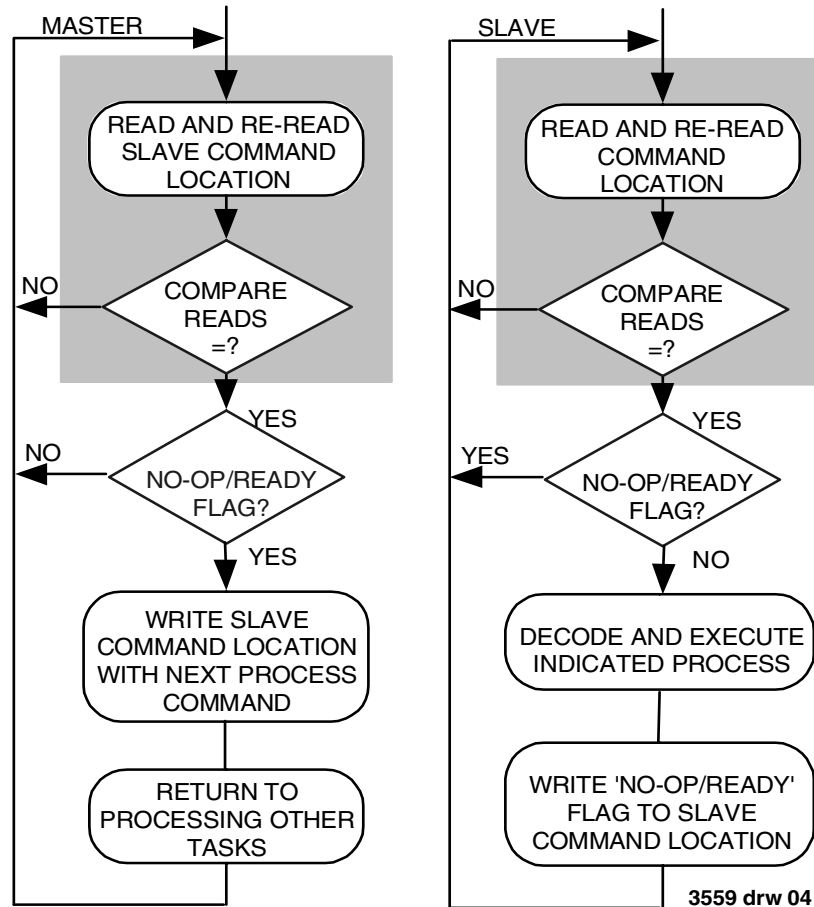 MASTER
READ AND RE-READ
SLAVE COMMAND
LOCATION
COMPARE
READS
=?
NO
YES
NO
NO-OP/READY
FLAG?
YES
WRITE SLAVE
COMMAND LOCATION
WITH NEXT PROCESS
COMMAND
RETURN TO
PROCESSING OTHER
TASKS
SLAVE
READ AND RE-READ
COMMAND
LOCATION
COMPARE
READS
=?
NO
YES
YES
NO-OP/READY
FLAG?
NO
DECODE AND EXECUTE
INDICATED PROCESS
WRITE 'NO-OP/READY'
FLAG TO SLAVE
COMMAND LOCATION
3559 drw 04